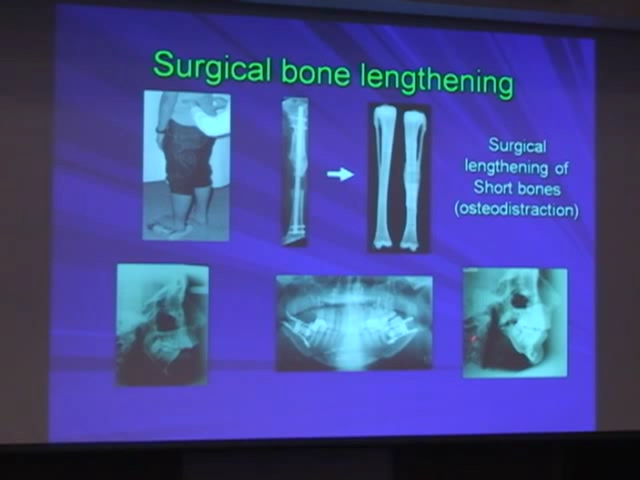 Surgical bone lengthening
Surgical
lengthening of
Short bones
(osteodistraction)